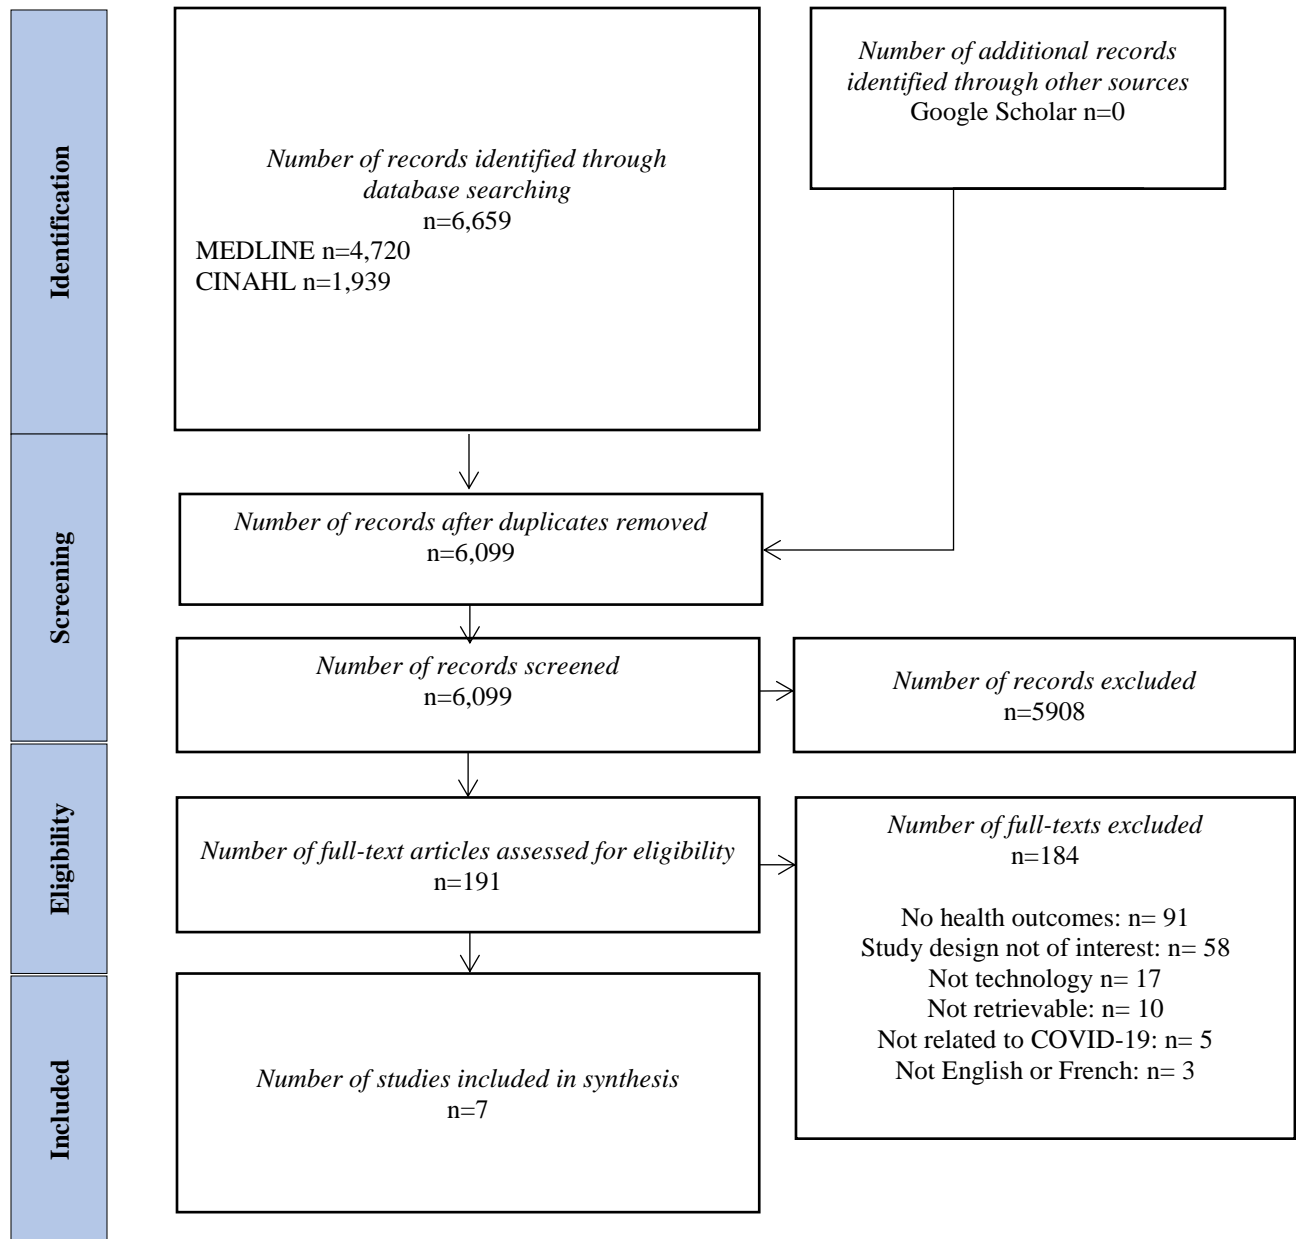 Identification
Number of records identified through
database searching
n=6,659
MEDLINE n=4,720
CINAHL n=1,939
Number of additional records
identified through other sources
Google Scholar n=0
Screening
Number of records after duplicates removed
n=6,099
Number of records screened
n=6,099
Number of records excluded
n=5908
Eligibility
Number of full-text articles assessed for eligibility
n=191
Number of full-texts excluded
n=184
No health outcomes: n= 91
Study design not of interest: n= 58
Not technology n= 17
Not retrievable: n= 10
Not related to COVID-19: n= 5
Not English or French: n= 3
Included
Number of studies included in synthesis
n=7